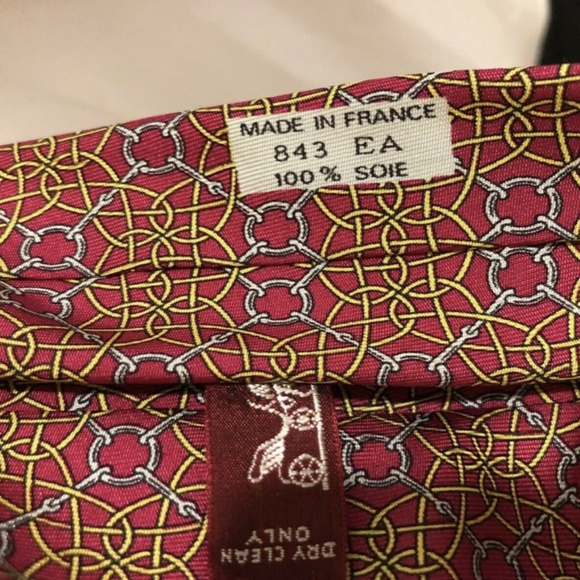 MADE IN FRANCE
843 EA
100% SOIE
DRY CLEAN
ONLY